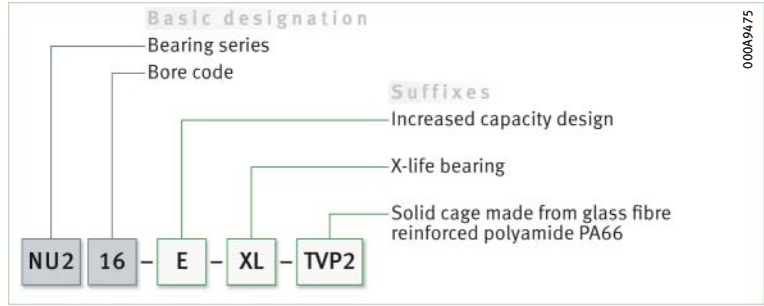 Basic designation
Bearing series
Bore code
Suffixes
Increased capacity design
X-life bearing
Solid cage made from glass fibre
reinforced polyamide PA66
NU2 16 – E – XL – TVP2
000A9475